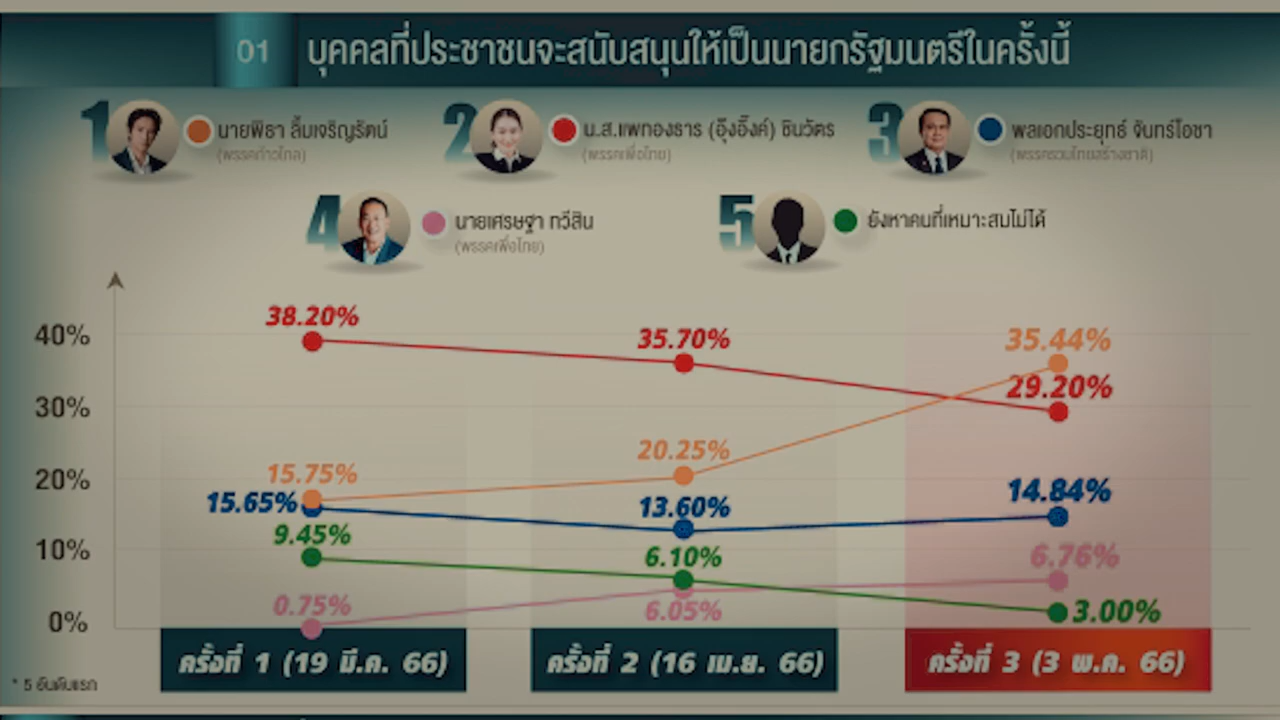 01 บุคคลที่ประชาชนจะสนับสนุนให้เป็นนายกรัฐมนตรีในครั้งนี้
1 นายพิธา ลิ้มเจริญรัตน์
(พรรคก้าวไกล)
2 น.ส.แพทองธาร (อุ๊งอิ๊งค์) ชินวัตร
(พรรคเพื่อไทย)
3 พลเอกประยุทธ์ จันทร์โอชา
(พรรครวมไทยสร้างชาติ)
4 นายเศรษฐา ทวีสิน
(พรรคเพื่อไทย)
5 ยังหาคนที่เหมาะสมไม่ได้
38.20% 35.70% 35.44%
40%
29.20%
30%
15.75% 20.25%
20%
15.65% 13.60% 14.84%
9.45% 6.10% 6.76%
10%
0.75% 6.05% 3.00%
0%
ครั้งที่ 1 (19 มี.ค. 66) ครั้งที่ 2 (16 เม.ย. 66) ครั้งที่ 3 (3 พ.ค. 66)
* 5 อันดับแรก